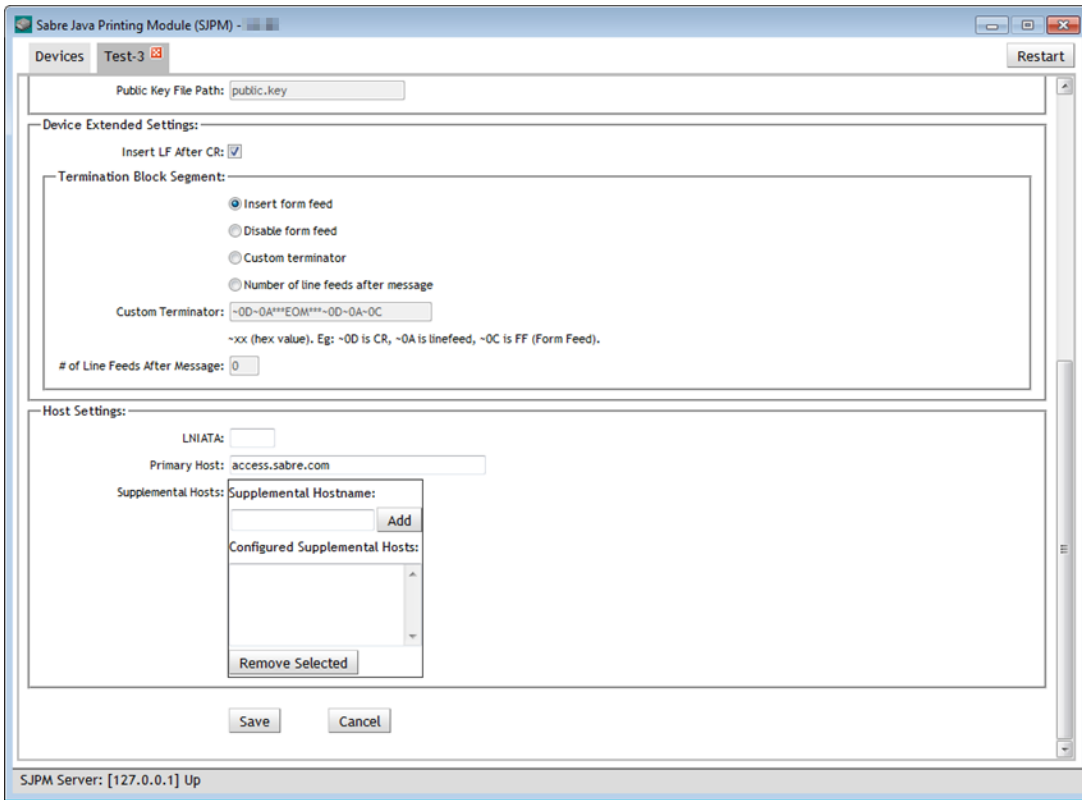 Sabre Java Printing Module (SJPM) -
Devices Test-3 Restart
Public Key File Path: public.key
Device Extended Settings:
Insert LF After CR:
Termination Block Segment:
Insert form feed
Disable form feed
Custom terminator
Number of line feeds after message
Custom Terminator: ~0D~0A***EOM***~0D~0A~0C
~xx (hex value). Eg: ~0D is CR, ~0A is linefeed, ~0C is FF (Form Feed).
# of Line Feeds After Message: 0
Host Settings:
LNIATA:
Primary Host: access.sabre.com
Supplemental Hosts: Supplemental Hostname:
Add
Configured Supplemental Hosts:
Remove Selected
Save Cancel
SJPM Server: [127.0.0.1] Up